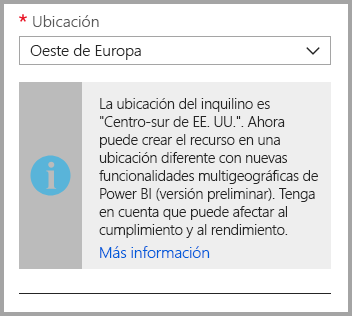 * Ubicación
Oeste de Europa
La ubicación del inquilino es
"Centro-sur de EE. UU.". Ahora
puede crear el recurso en una
ubicación diferente con nuevas
funcionalidades multigeográficas de
Power BI (versión preliminar). Tenga
en cuenta que puede afectar al
cumplimiento y al rendimiento.
Más información